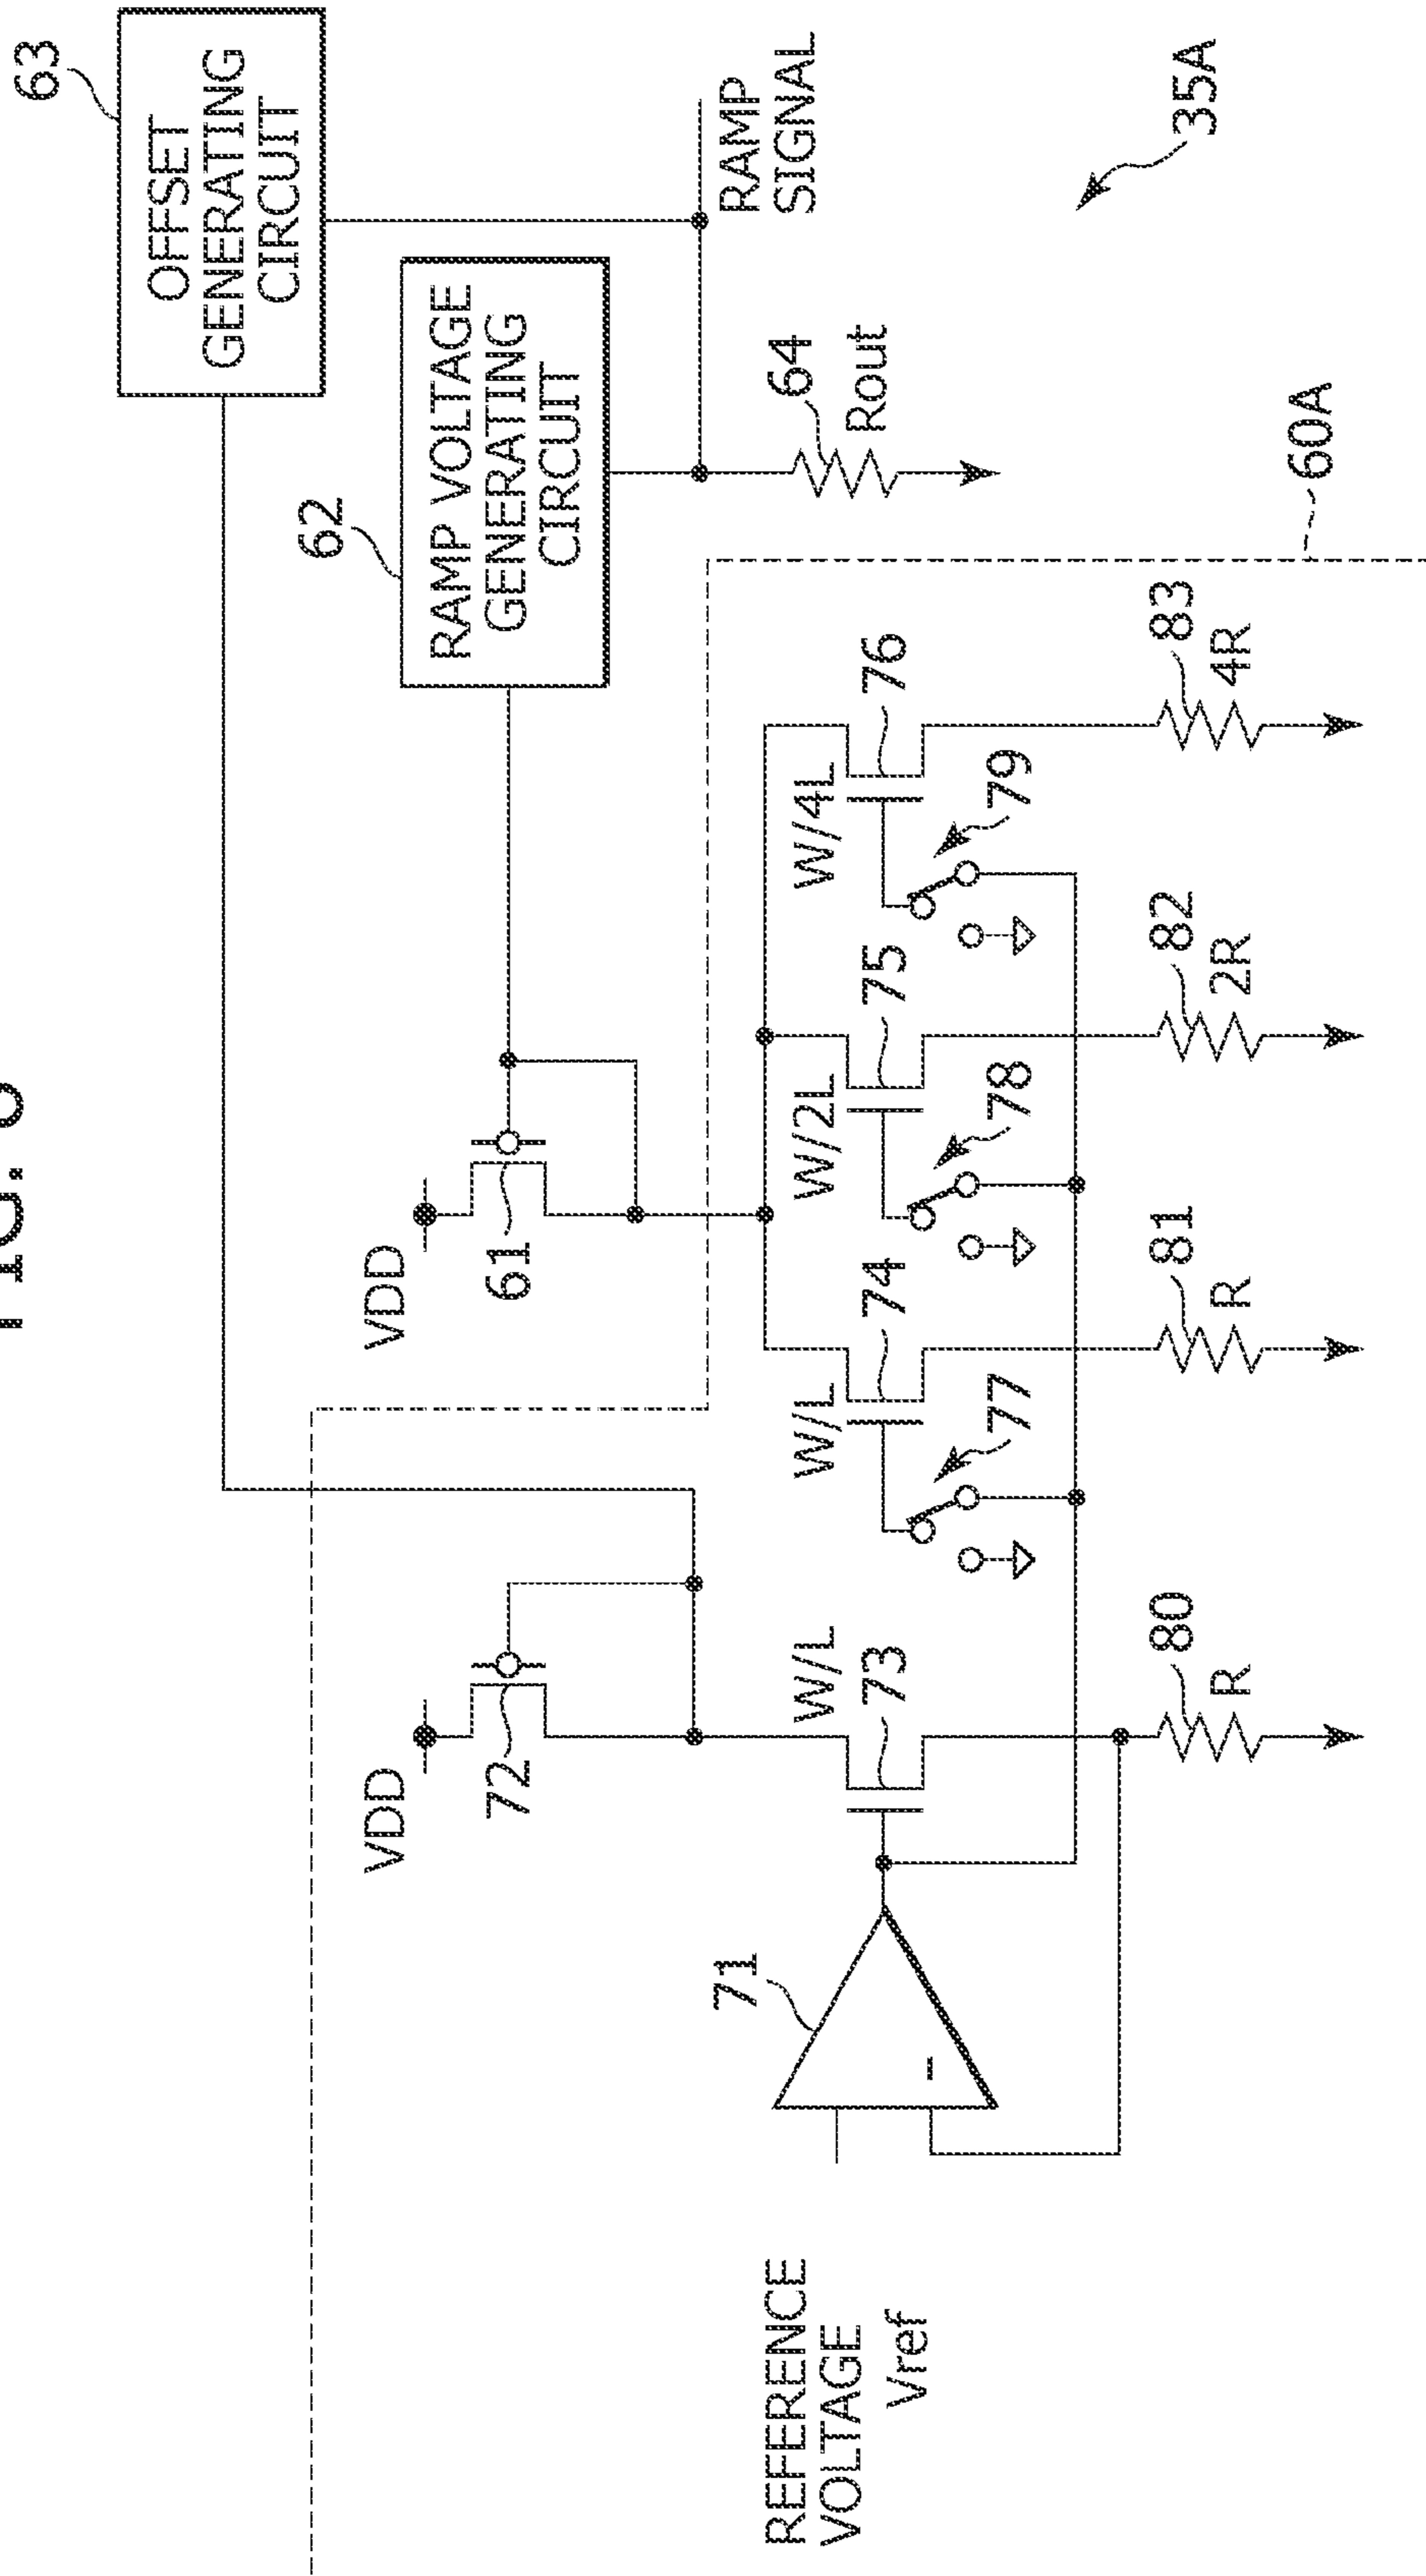 63
OFFSET
GENERATING
CIRCUIT
62
RAMP VOLTAGE
GENERATING
CIRCUIT
RAMP
SIGNAL
64
Rout
35A
60A
VDD
72
VDD
61
71
REFERENCE
VOLTAGE
Vref
-
W/L
73
W/L
74
W/2L
75
W/4L
76
77
78
79
80
R
81
R
82
2R
83
4R